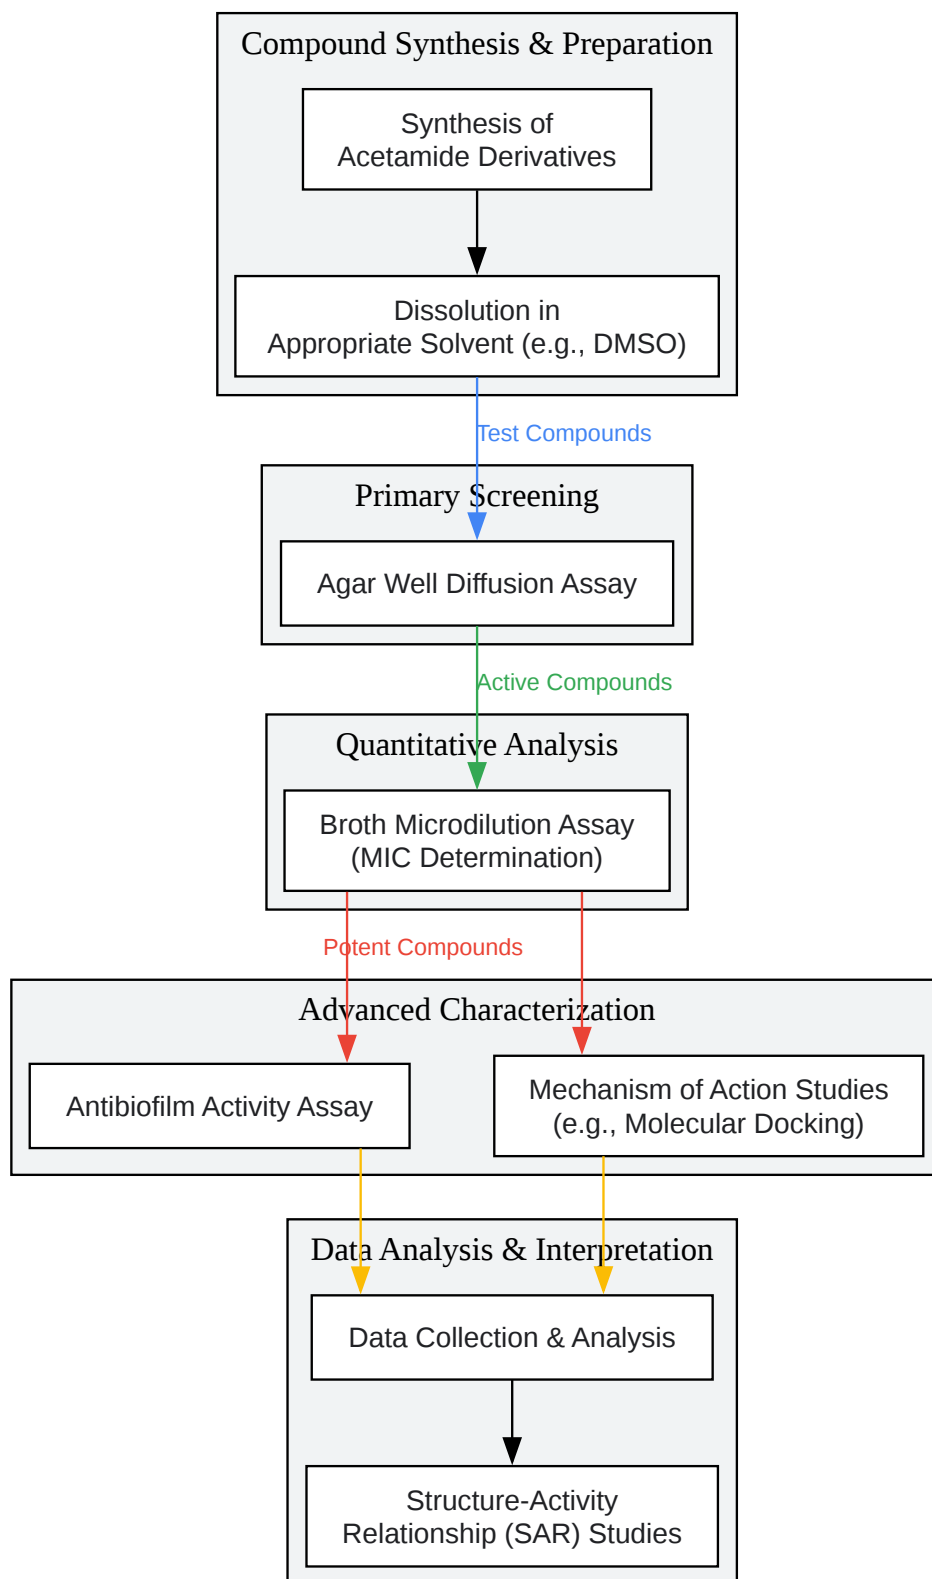 Compound Synthesis & Preparation
Synthesis of
Acetamide Derivatives
Dissolution in
Appropriate Solvent (e.g., DMSO)
Test Compounds
Primary Screening
Agar Well Diffusion Assay
Active Compounds
Quantitative Analysis
Broth Microdilution Assay
(MIC Determination)
Potent Compounds
Advanced Characterization
Antibiofilm Activity Assay
Mechanism of Action Studies
(e.g., Molecular Docking)
Data Analysis & Interpretation
Data Collection & Analysis
Structure-Activity
Relationship (SAR) Studies